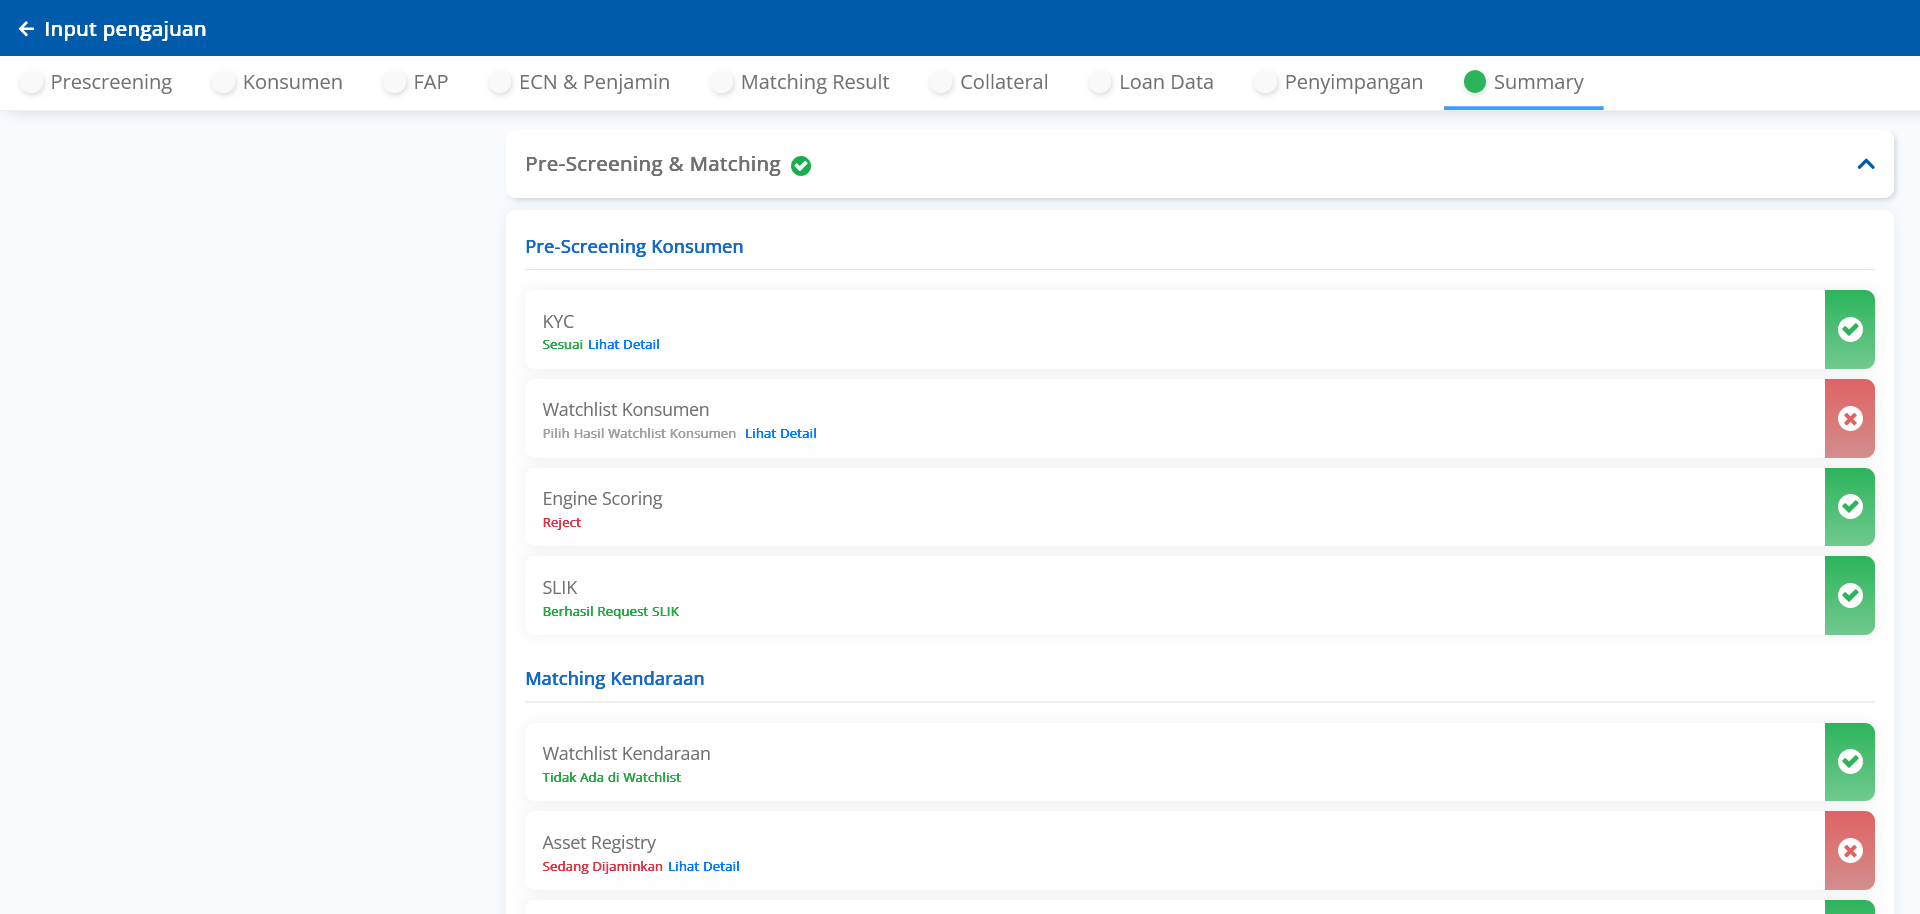 Input pengajuan
Prescreening Konsumen FAP ECN & Penjamin Matching Result Collateral Loan Data Penyimpangan Summary
Pre-Screening & Matching
Pre-Screening Konsumen
KYC
Sesuai Lihat Detail
Watchlist Konsumen
Pilih Hasil Watchlist Konsumen Lihat Detail
Engine Scoring
Reject
SLIK
Berhasil Request SLIK
Matching Kendaraan
Watchlist Kendaraan
Tidak Ada di Watchlist
Asset Registry
Sedang Dijaminkan Lihat Detail